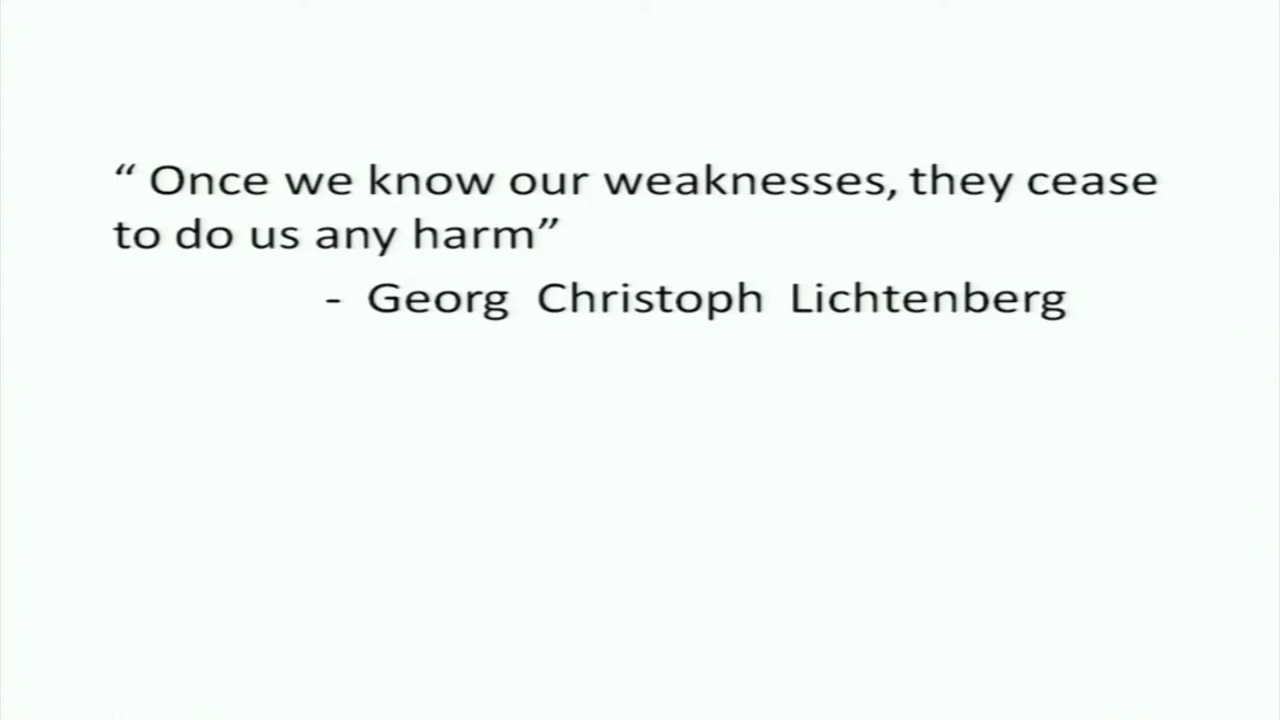 “ Once we know our weaknesses, they cease
to do us any harm”
- Georg Christoph Lichtenberg